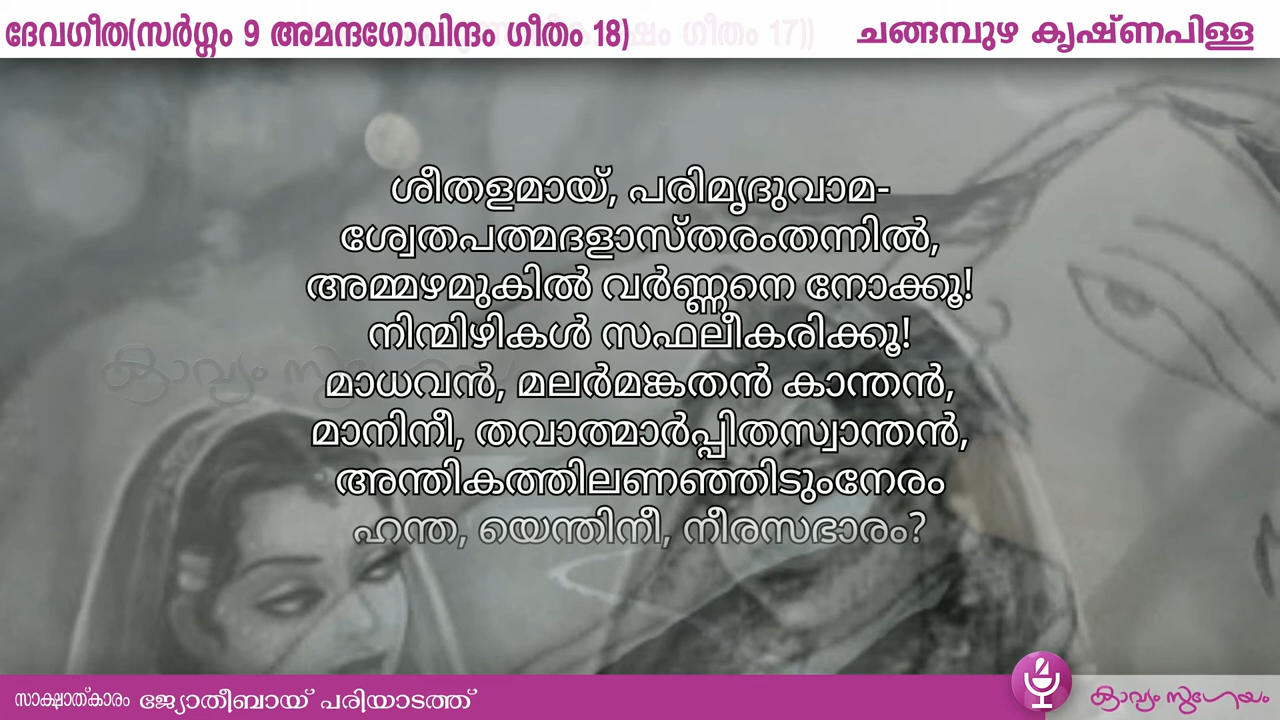 ദേവഗീത(സർഗ്ഗം 9 അമന്ദഗോവിന്ദം ഗീതം 18)
ഗീതം 17))
ചങ്ങമ്പുഴ കൃഷ്ണപിള്ള
ശീതളമായ്, പരിമൃദുവാമ-
ശ്വേതപത്മദളാസ്തരംതന്നിൽ,
അമ്മഴമുകിൽ വർണ്ണനെ നോക്കൂ!
നിന്മിഴികൾ സഫലീകരിക്കൂ!
മാധവൻ, മലർമങ്കതൻ കാന്തൻ,
മാനിനീ, തവാത്മാർപ്പിതസ്വാന്തൻ,
അന്തികത്തിലണഞ്ഞിടുംനേരം
ഹന്ത, യെന്തിനീ, നീരസഭാരം?
കാവ്യം സുഗേയം
സാക്ഷാത്കാരം ജ്യോതീബായ് പരിയാടത്ത്
കാവ്യം സുഗേയം